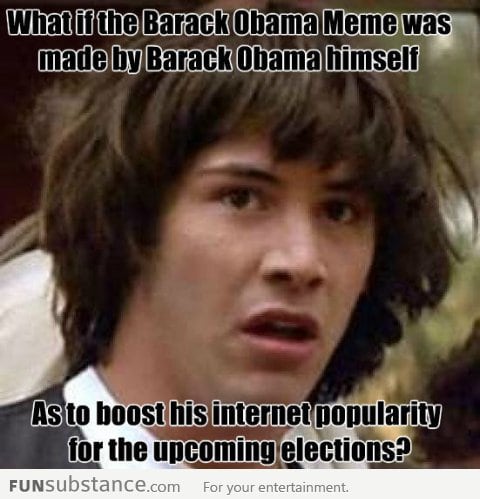 What if the Barack Obama Meme was
made by Barack Obama himself
As to boost his internet popularity
for the upcoming elections?
FUNsubstance.com For your entertainment.